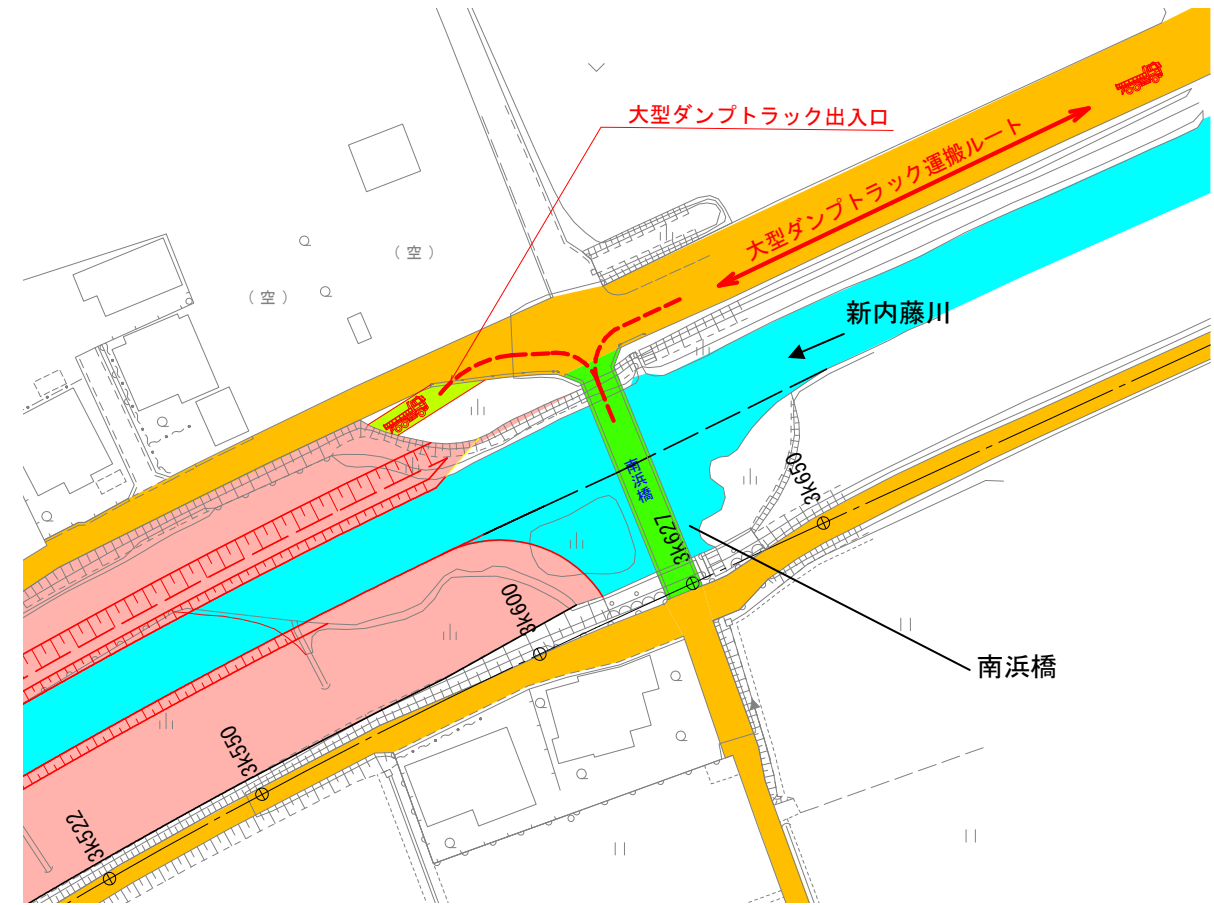 大型ダンプトラック出入口
大型ダンプトラック運搬ルート
(空)
(空)
新内藤川
南浜橋
3k650
3k627
3k600
南浜橋
3k550
3k522